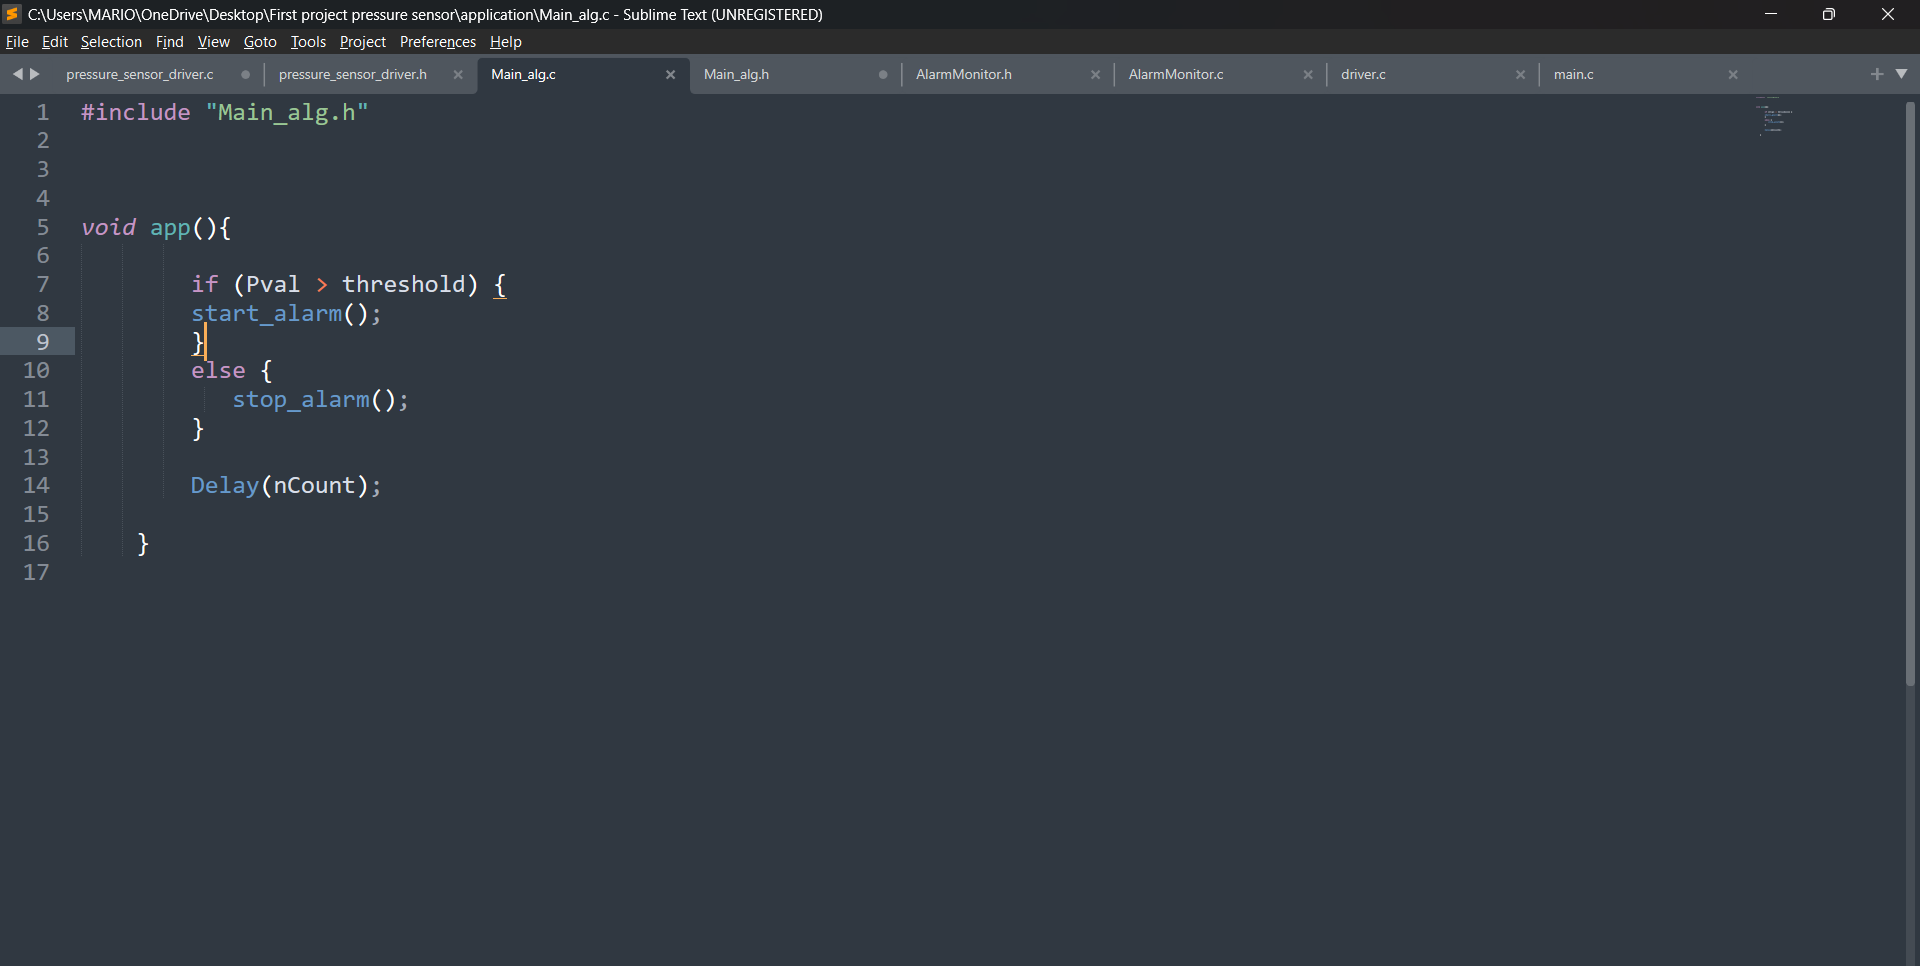 C:\Users\MARIO\OneDrive\Desktop\First project pressure sensor\application\Main_alg.c - Sublime Text (UNREGISTERED)
File Edit Selection Find View Goto Tools Project Preferences Help
pressure_sensor_driver.c pressure_sensor_driver.h Main_alg.c Main_alg.h AlarmMonitor.h AlarmMonitor.c driver.c main.c
1 #include "Main_alg.h"
2
3
4
5 void app(){
6
7 if (Pval > threshold) {
8 start_alarm();
9 }
10 else {
11 stop_alarm();
12 }
13
14 Delay(nCount);
15
16 }
17